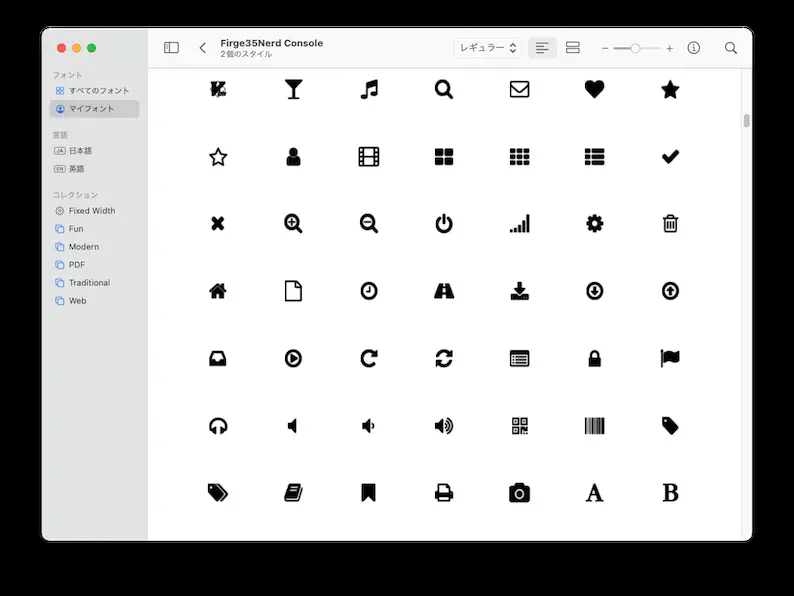 Firge35Nerd Console
2個のスタイル
レギュラー
フォント
すべてのフォント
マイフォント
言語
JA 日本語
EN 英語
コレクション
Fixed Width
Fun
Modern
PDF
Traditional
Web
A B